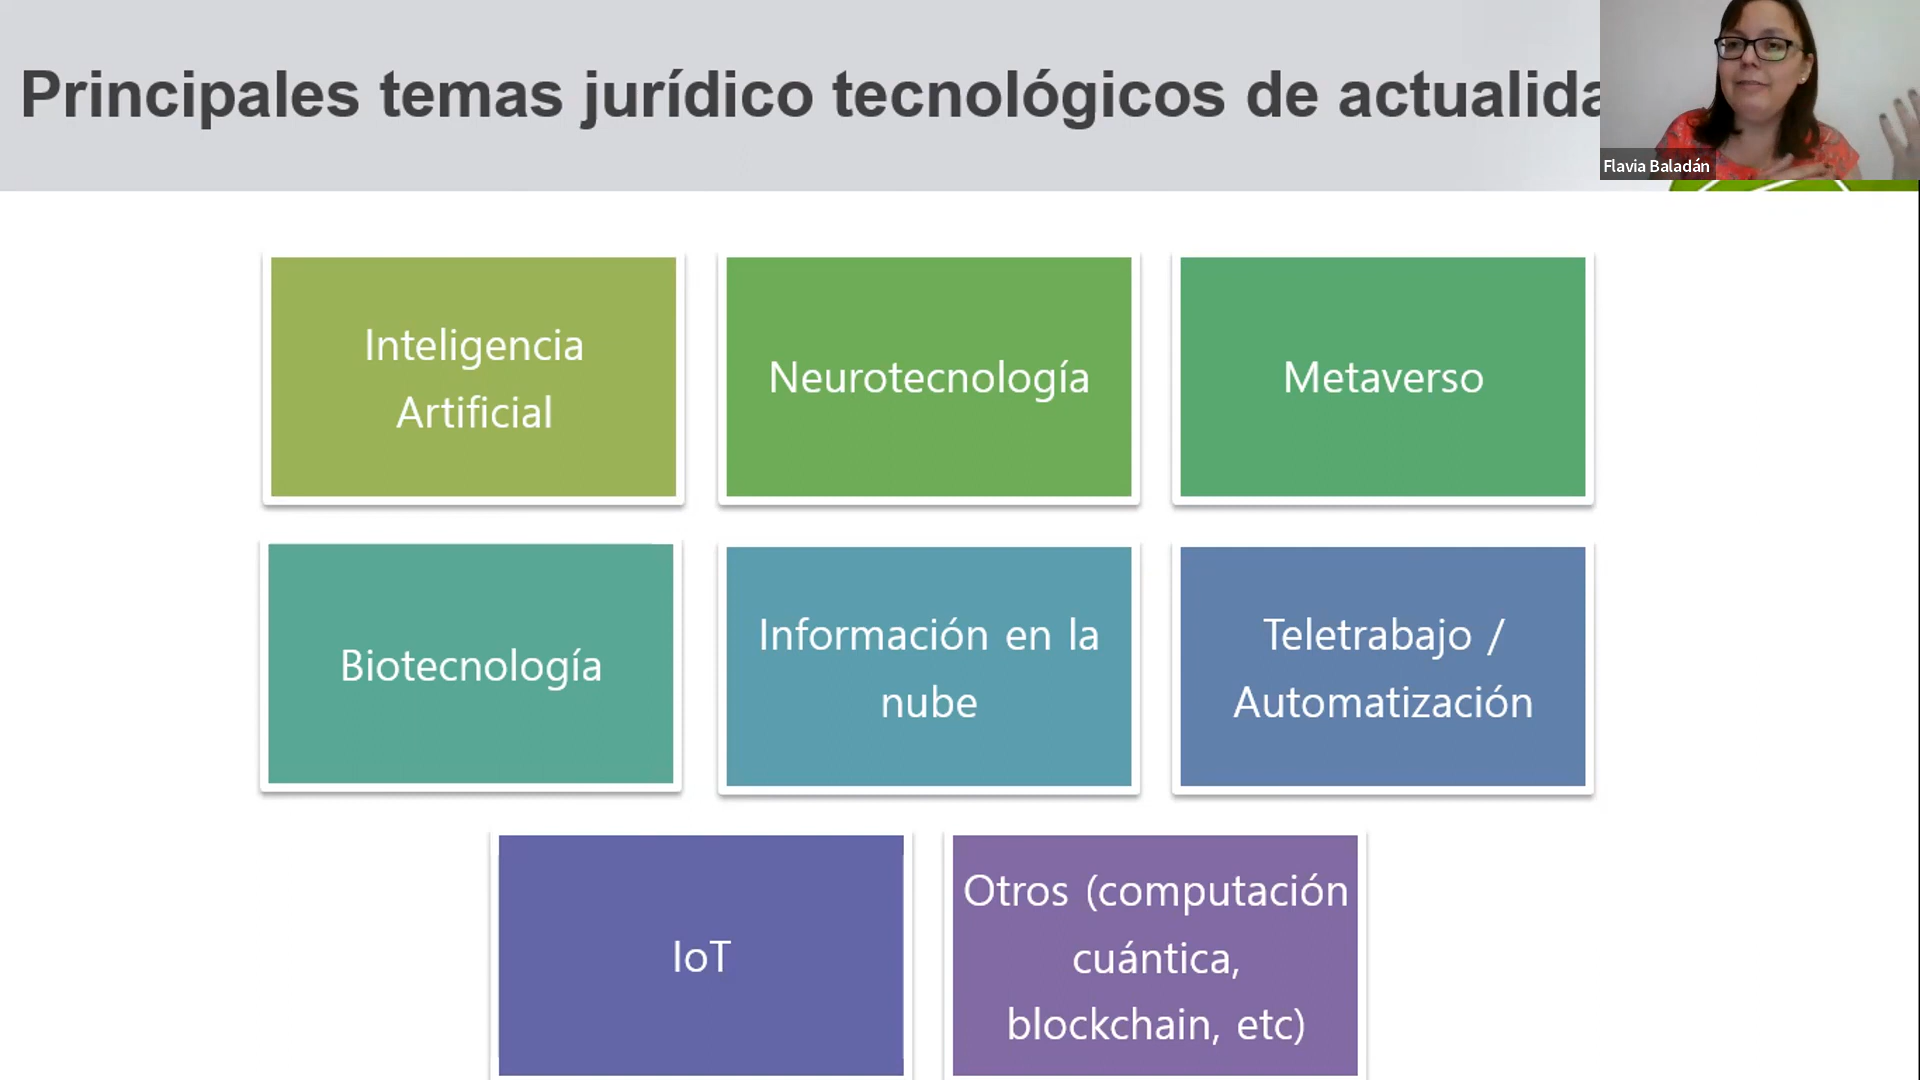 Principales temas jurídico tecnológicos de actualida
Flavia Baladán
Inteligencia
Artificial
Neurotecnología
Metaverso
Biotecnología
Información en la
nube
Teletrabajo /
Automatización
IoT
Otros (computación
cuántica,
blockchain, etc)